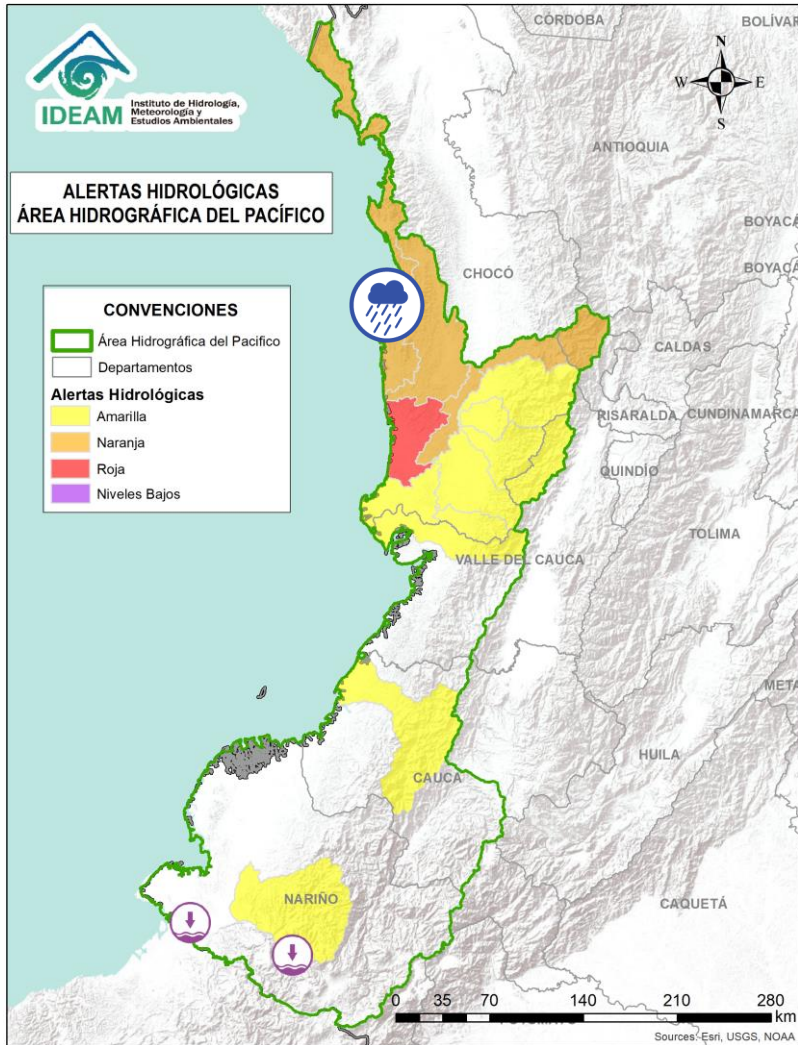 CÓRDOBA
BOLÍVAR
N
W
E
S
IDEAM
Instituto de Hidrología,
Meteorología y
Estudios Ambientales
ANTIOQUIA
ALERTAS HIDROLÓGICAS
ÁREA HIDROGRÁFICA DEL PACÍFICO
BOYACÁ
BOYACÁ
CHOCÓ
CONVENCIONES
Área Hidrográfica del Pacifico
Departamentos
Alertas Hidrológicas
Amarilla
Naranja
Roja
Niveles Bajos
CALDAS
RISARALDA
CUNDINAMARCA
QUINDÍO
TOLIMA
VALLE DEL CAUCA
META
HUILA
CAUCA
NARIÑO
CAQUETÁ
0 35 70 140 210 280
km
Sources: Esri, USGS, NOAA